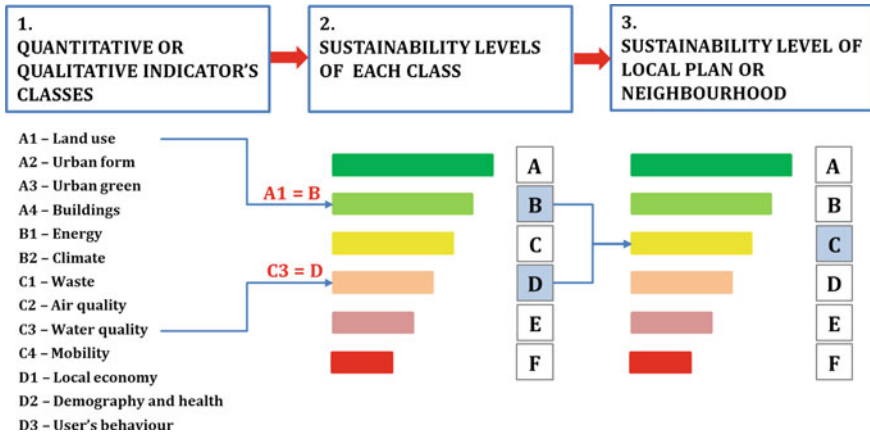 1.
QUANTITATIVE OR
QUALITATIVE INDICATOR'S
CLASSES
2.
SUSTAINABILITY LEVELS
OF EACH CLASS
3.
SUSTAINABILITY LEVEL OF
LOCAL PLAN OR
NEIGHBOURHOOD
A1 – Land use
A2 – Urban form
A3 – Urban green
A4 – Buildings
B1 – Energy
B2 – Climate
C1 – Waste
C2 – Air quality
C3 – Water quality
C4 – Mobility
D1 – Local economy
D2 – Demography and health
D3 – User's behaviour
A1 = B
C3 = D
A
B
C
D
E
F
A
B
C
D
E
F